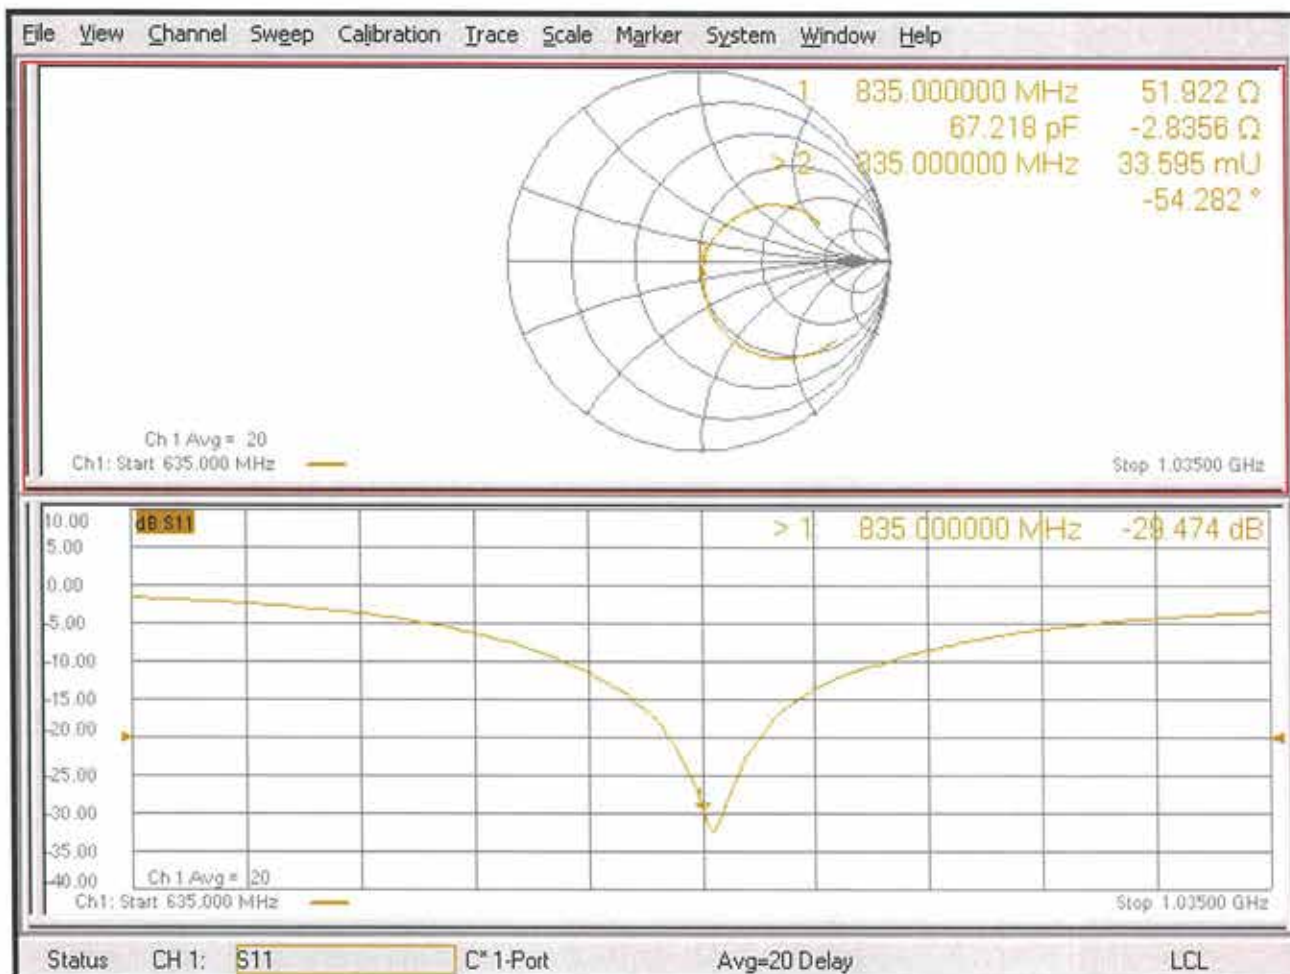 File View Channel Sweep Calibration Trace Scale Marker System Window Help
1 835.000000 MHz 51.922 Ω
67.218 pF -2.8356 Ω
> 2 835.000000 MHz 33.595 mU
-54.282 °
Ch 1 Avg = 20
Ch1: Start 635.000 MHz Stop 1.03500 GHz
10.00 dB S11 > 1 835.000000 MHz -29.474 dB
5.00
0.00
-5.00
-10.00
-15.00
-20.00
-25.00
-30.00
-35.00
-40.00
Ch 1 Avg = 20
Ch1: Start 635.000 MHz Stop 1.03500 GHz
Status CH 1: S11 C* 1-Port Avg=20 Delay LCL